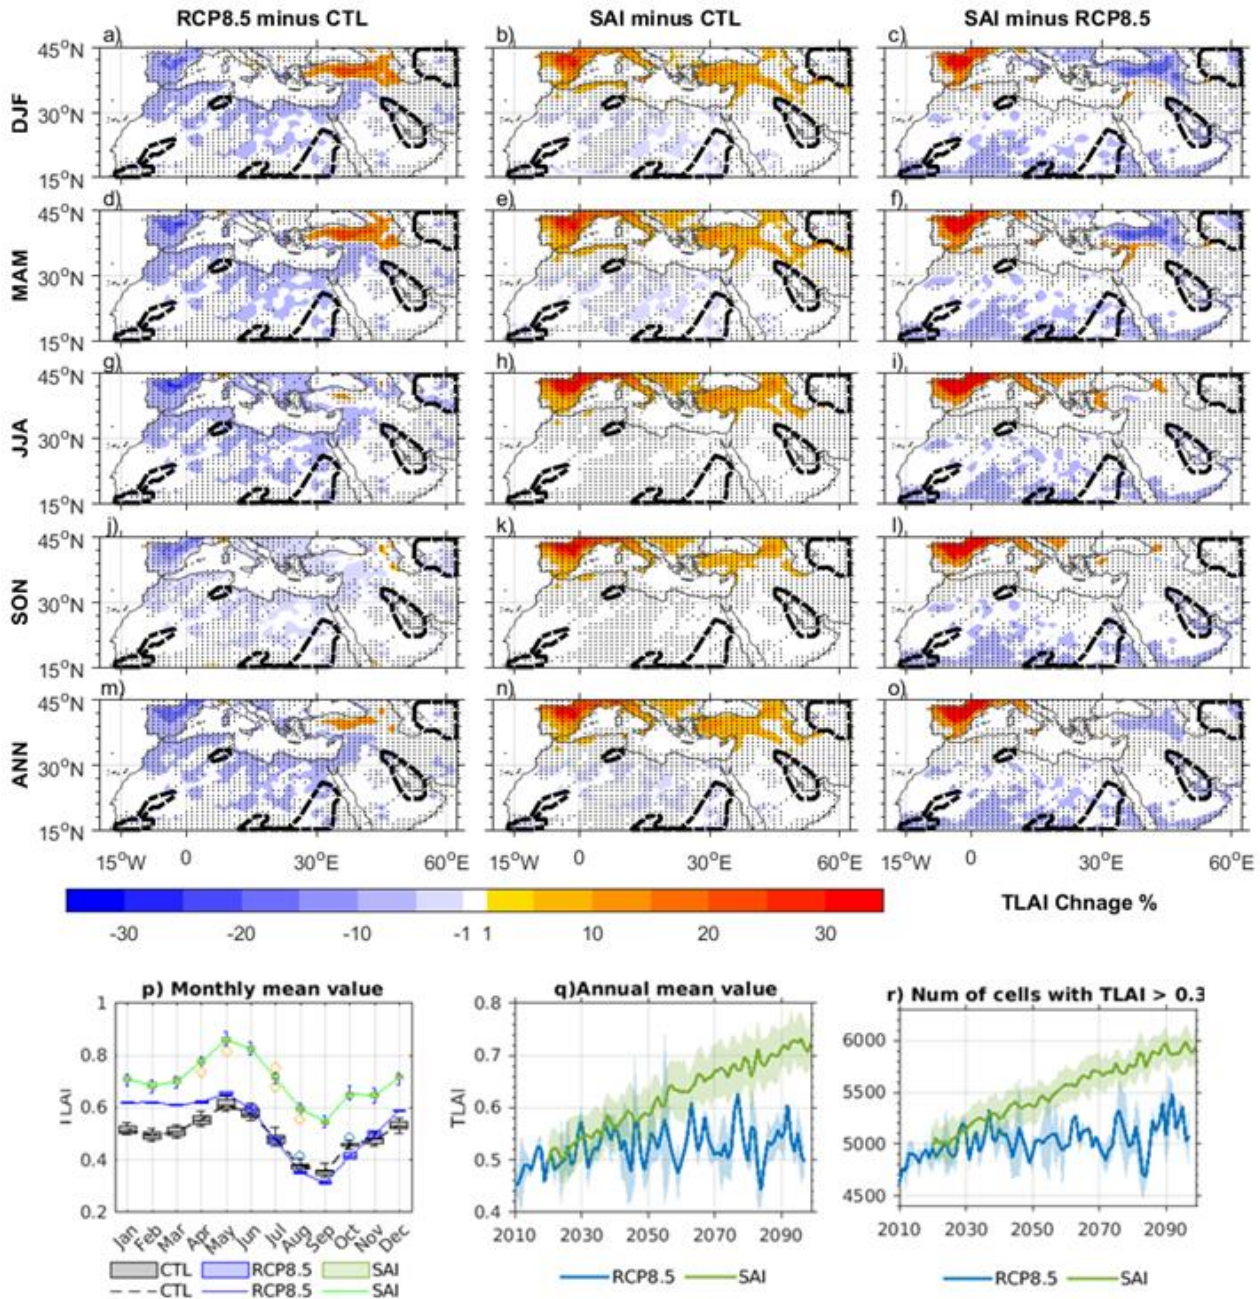 RCP8.5 minus CTL SAI minus CTL SAI minus RCP8.5
a) b) c)
45°N
30°N
15°N
DJF
d) e) f)
45°N
30°N
15°N
MAM
g) h) i)
45°N
30°N
15°N
JJA
j) k) l)
45°N
30°N
15°N
SON
m) n) o)
45°N
30°N
15°N
ANN
15°W 0 30°E 60°E 15°W 0 30°E 60°E 15°W 0 30°E 60°E
-30 -20 -10 -1 1 10 20 30
TLAI Chnage %
p) Monthly mean value
1
0.8
0.6
0.4
0.2
TLAI
Jan Feb Mar Apr May Jun Jul Aug Sep Oct Nov Dec
CTL RCP8.5 SAI
CTL RCP8.5 SAI
q)Annual mean value
0.8
0.7
0.6
0.5
0.4
TLAI
2010 2030 2050 2070 2090
RCP8.5 SAI
r) Num of cells with TLAI > 0.3
6000
5500
5000
4500
2010 2030 2050 2070 2090
RCP8.5 SAI